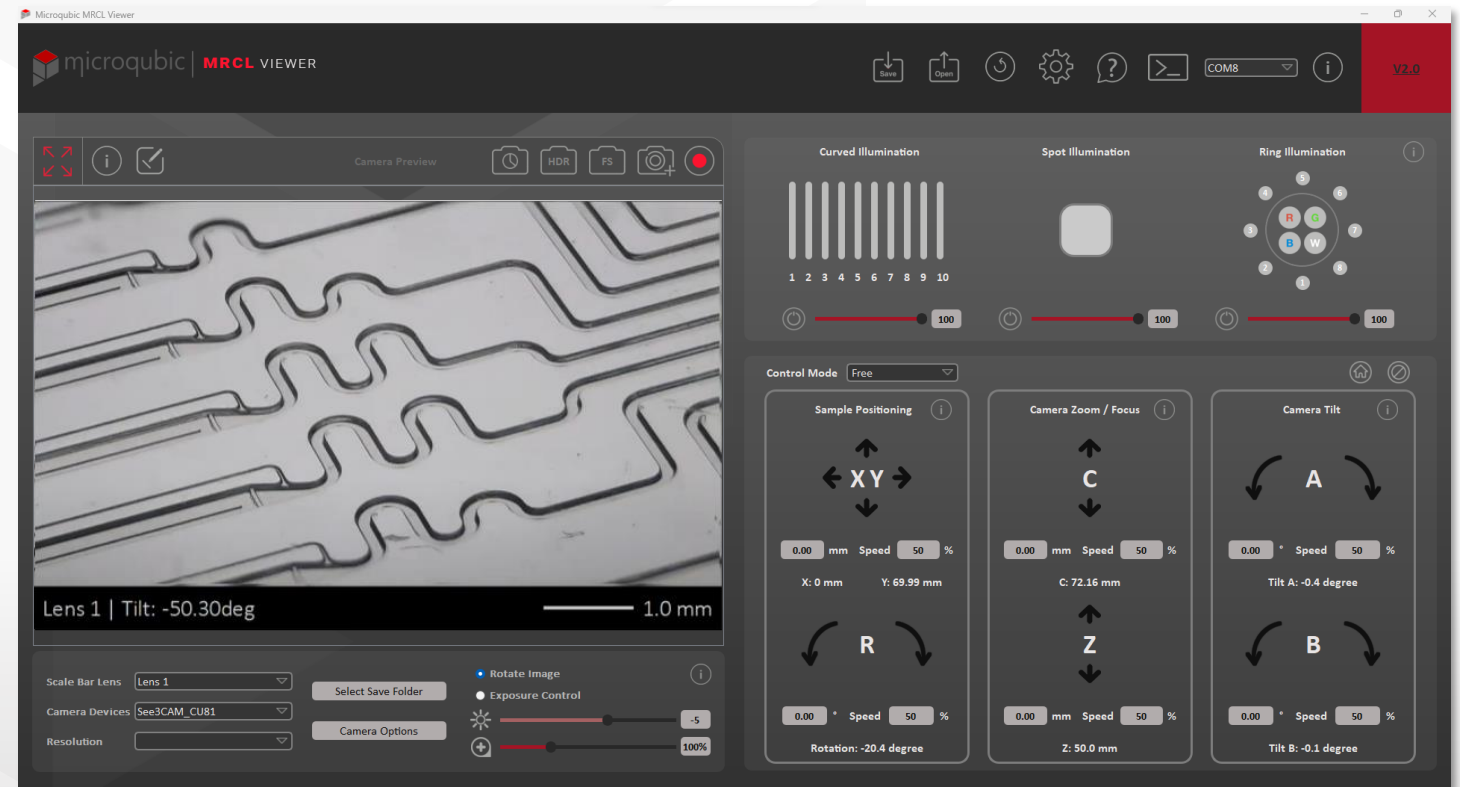 Microqubic MRCL Viewer
microqubic | MRCL VIEWER
Save
Open
COM8
i
V2.0
i
Camera Preview
HDR
FS
Lens 1 | Tilt: -50.30deg
1.0 mm
Scale Bar Lens
Lens 1
Camera Devices
See3CAM_CU81
Resolution
Select Save Folder
Camera Options
Rotate Image
Exposure Control
i
-5
100%
Curved Illumination
1 2 3 4 5 6 7 8 9 10
100
Spot Illumination
100
Ring Illumination
i
5
4 6
R G
3 7
B W
2 8
1
100
Control Mode
Free
Sample Positioning
i
X Y
0.00 mm Speed 50 %
X: 0 mm Y: 69.99 mm
R
0.00 ° Speed 50 %
Rotation: -20.4 degree
Camera Zoom / Focus
i
C
0.00 mm Speed 50 %
C: 72.16 mm
Z
0.00 mm Speed 50 %
Z: 50.0 mm
Camera Tilt
i
A
0.00 ° Speed 50 %
Tilt A: -0.4 degree
B
0.00 ° Speed 50 %
Tilt B: -0.1 degree